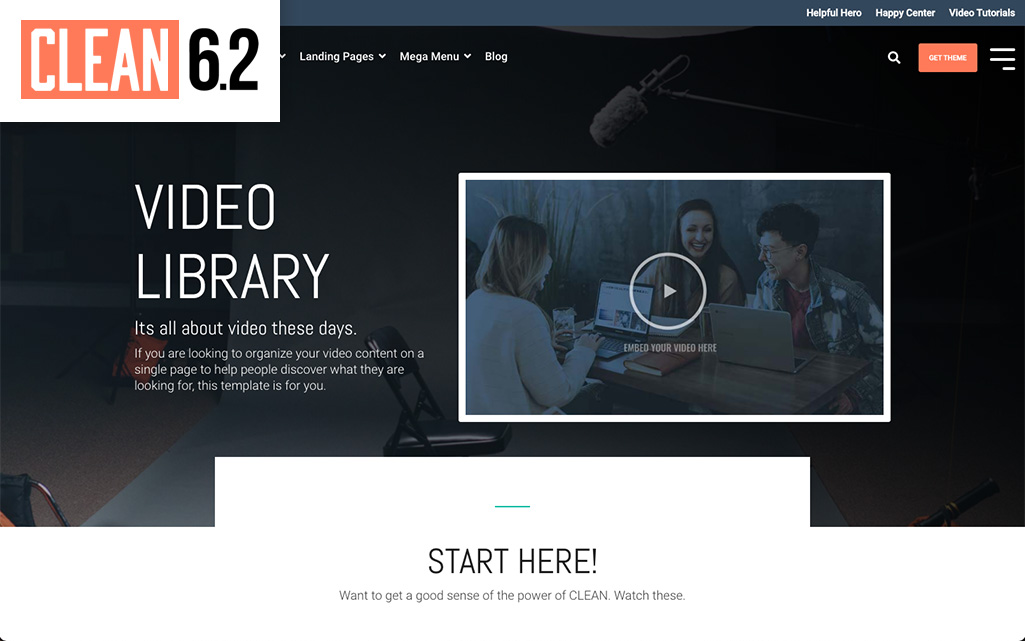 Helpful Hero Happy Center Video Tutorials
CLEAN 6.2
Landing Pages Mega Menu Blog
GET THEME
VIDEO
LIBRARY
Its all about video these days.
If you are looking to organize your video content on a
single page to help people discover what they are
looking for, this template is for you.
EMBED YOUR VIDEO HERE
START HERE!
Want to get a good sense of the power of CLEAN. Watch these.